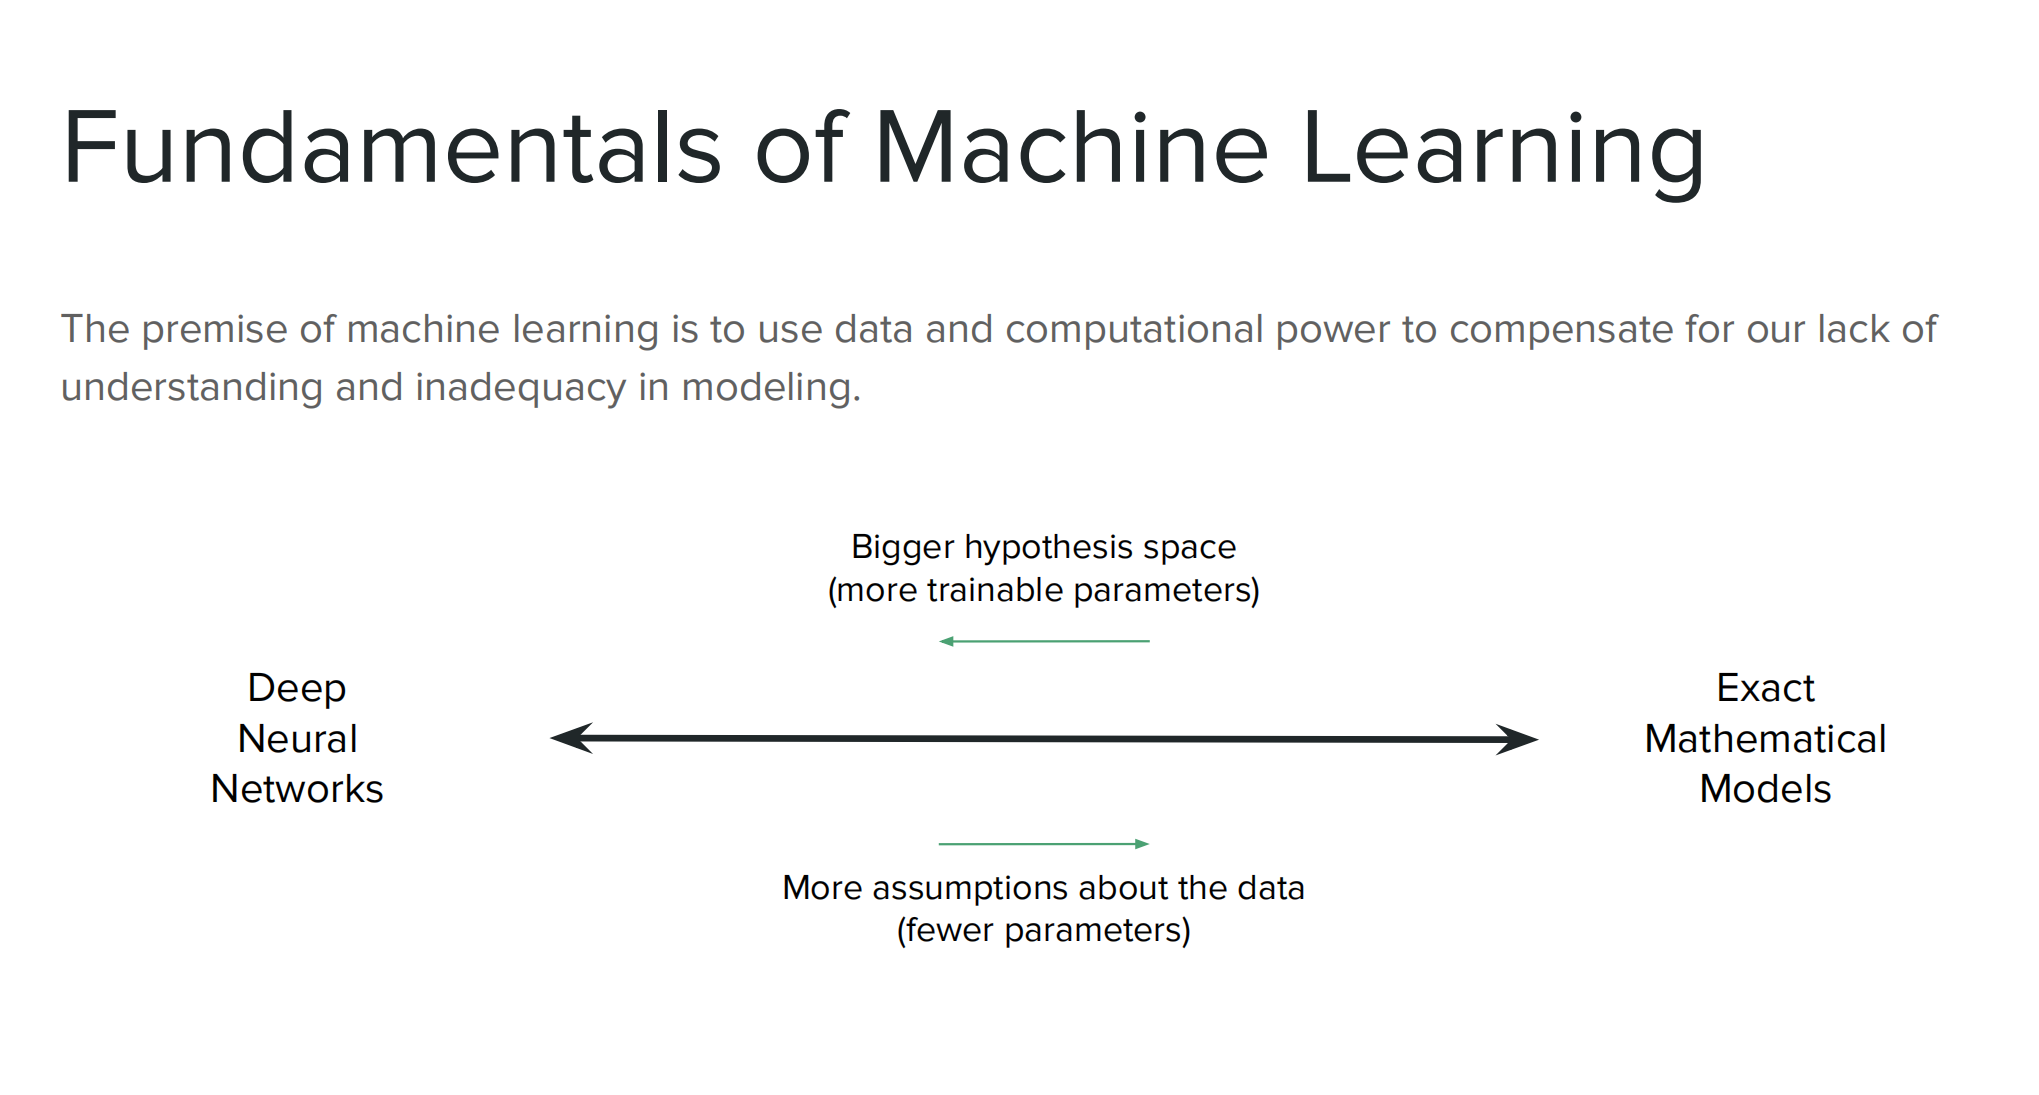 Fundamentals of Machine Learning
The premise of machine learning is to use data and computational power to compensate for our lack of
understanding and inadequacy in modeling.
Bigger hypothesis space
(more trainable parameters)
Deep
Neural
Networks
Exact
Mathematical
Models
More assumptions about the data
(fewer parameters)